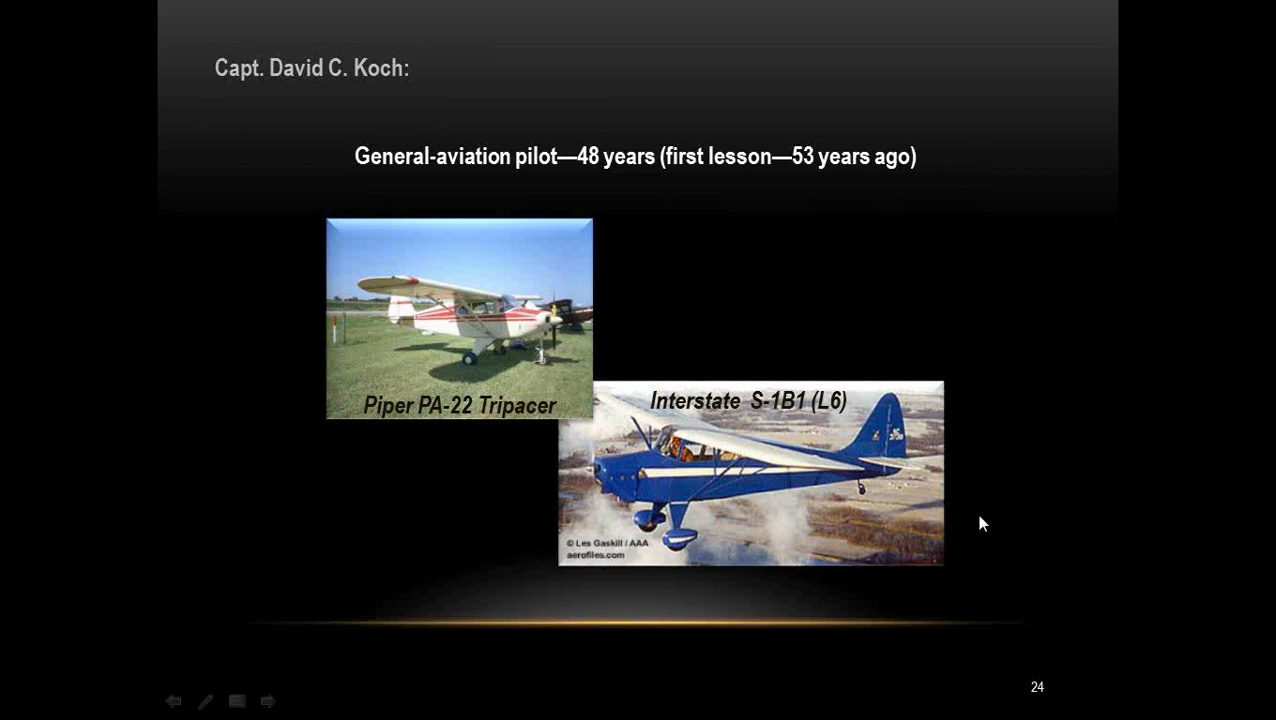 Capt. David C. Koch:
General-aviation pilot—48 years (first lesson—53 years ago)
Piper PA-22 Tripacer
Interstate S-1B1 (L6)
© Les Gaskill / AAA
aerofiles.com
24